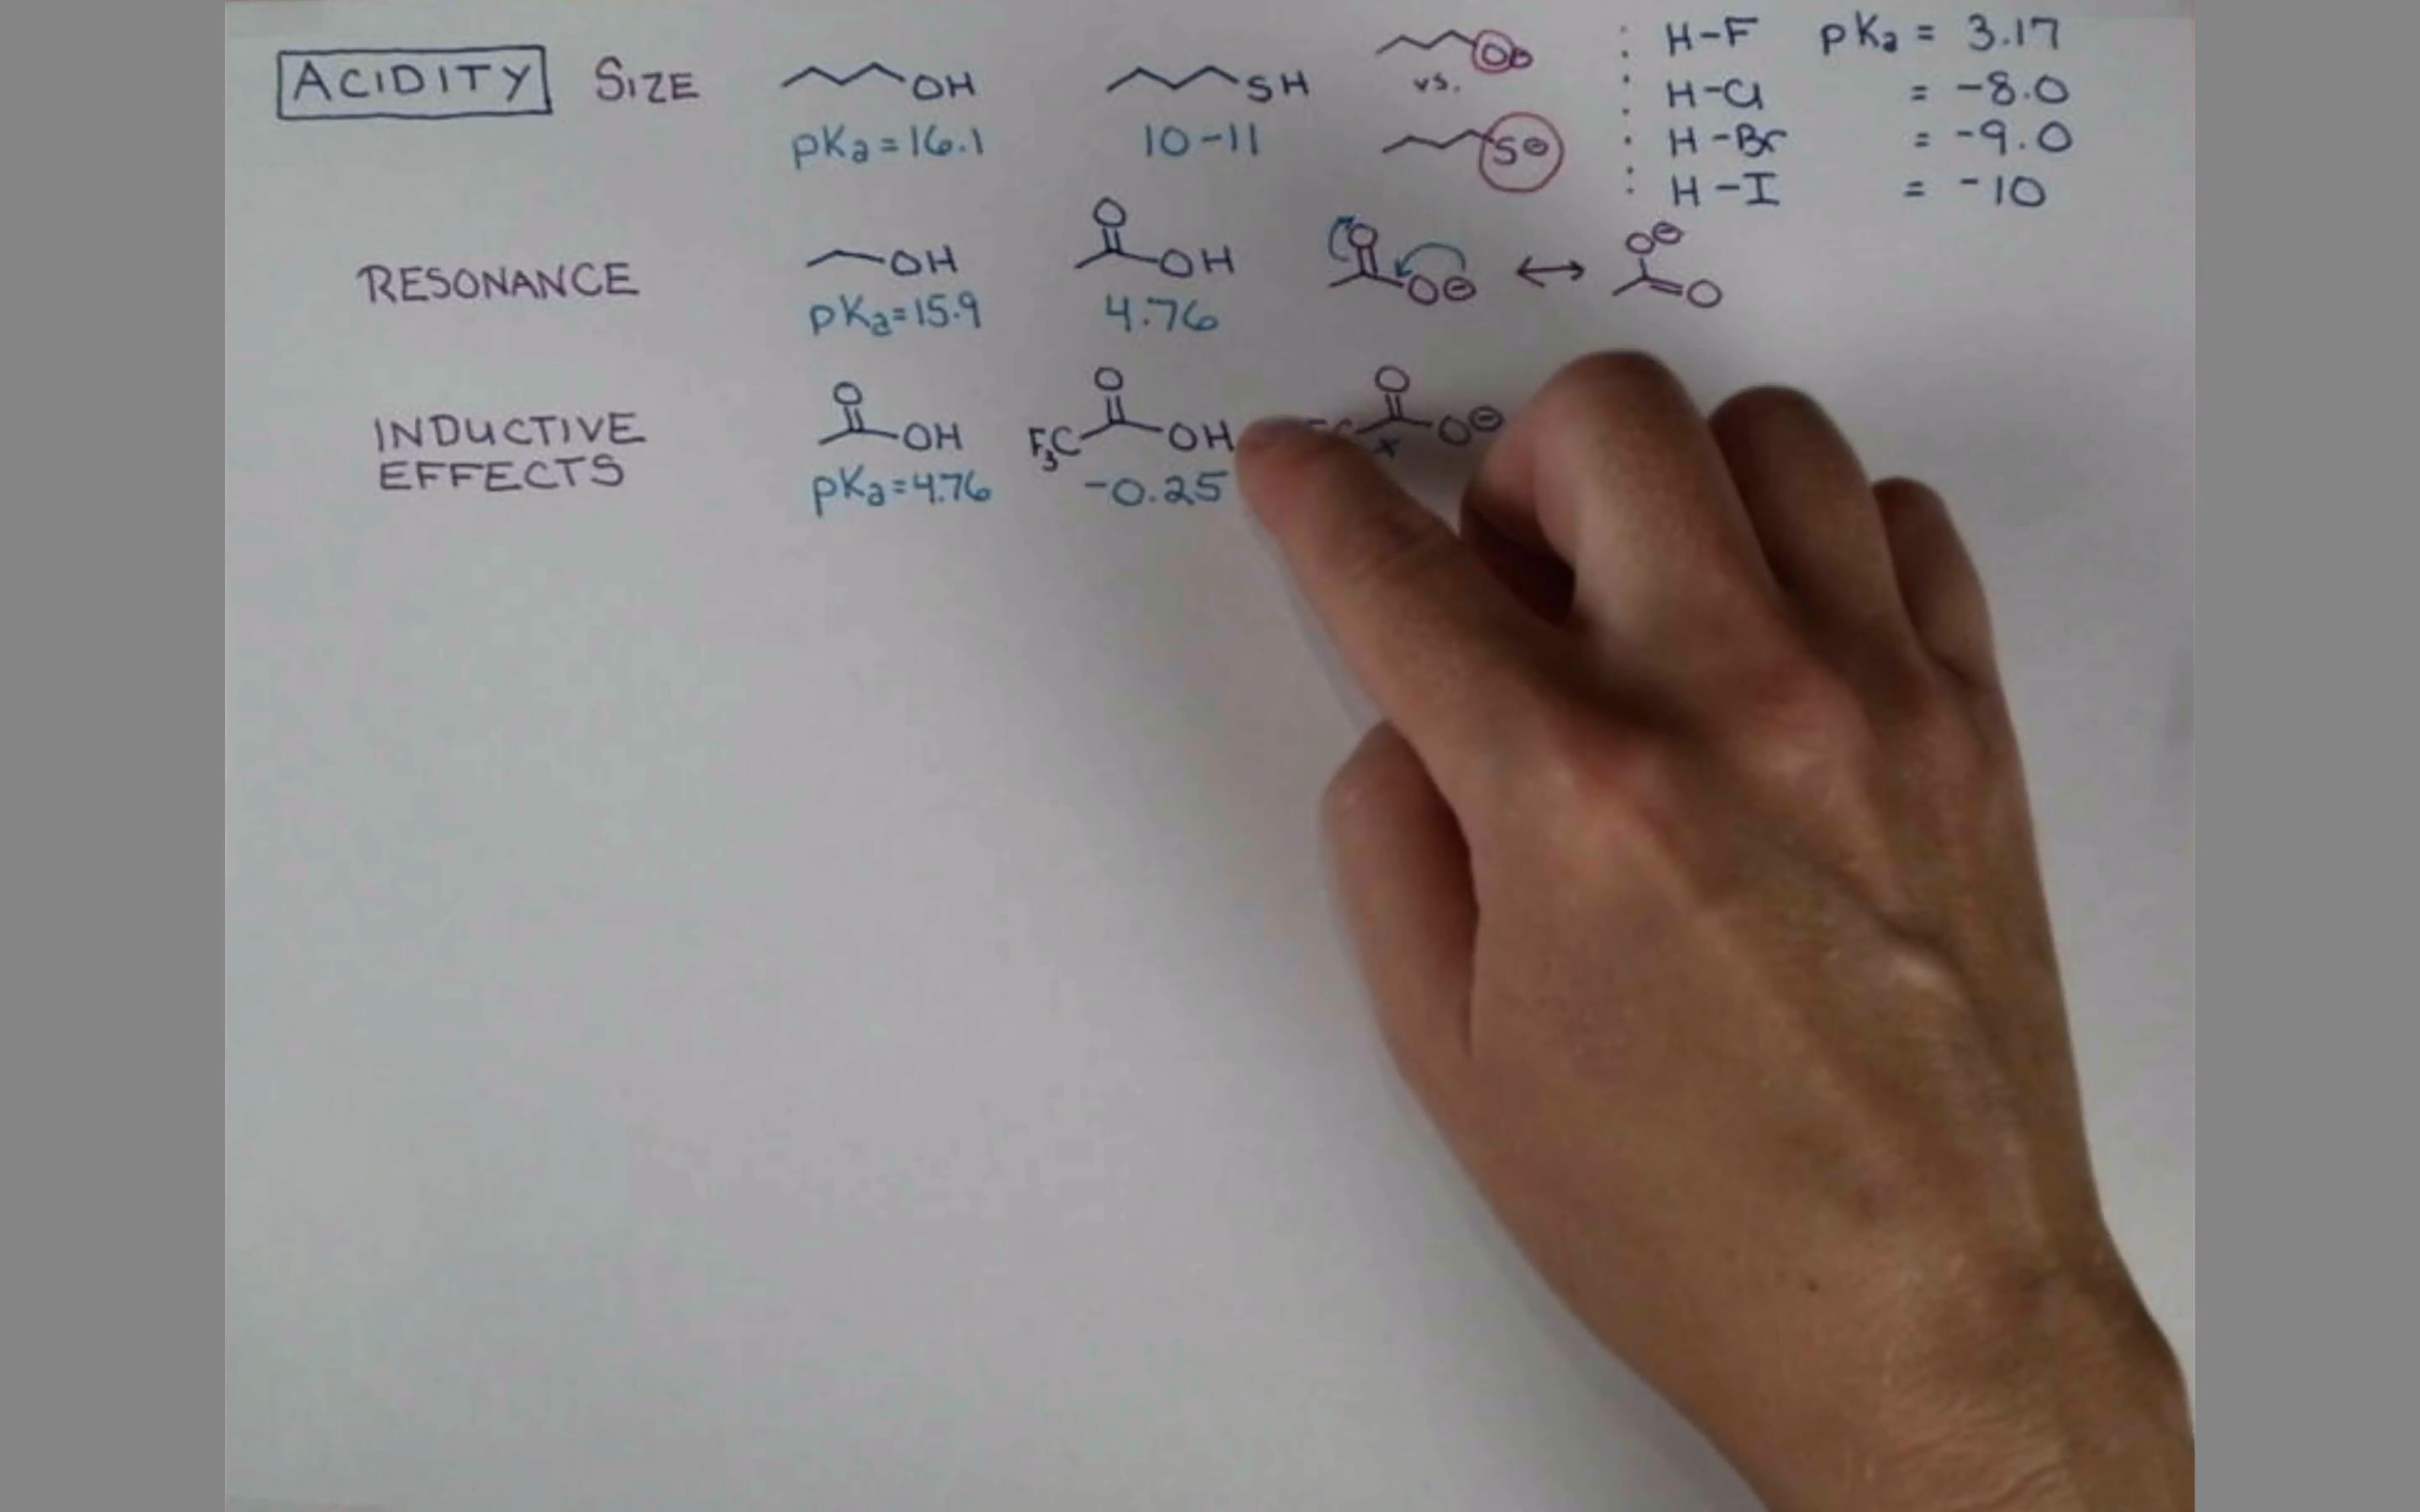 ACIDITY SIZE OH SH O⊖ H-F pKa = 3.17
vs. H-Cl = -8.0
pKa=16.1 10-11 S⊖ H-Br = -9.0
H-I = -10
RESONANCE OH O OH O O⊖ ↔ O⊖ O
pKa=15.9 4.76
INDUCTIVE O OH F3C O OH O O⊖
EFFECTS pKa=4.76 -0.25